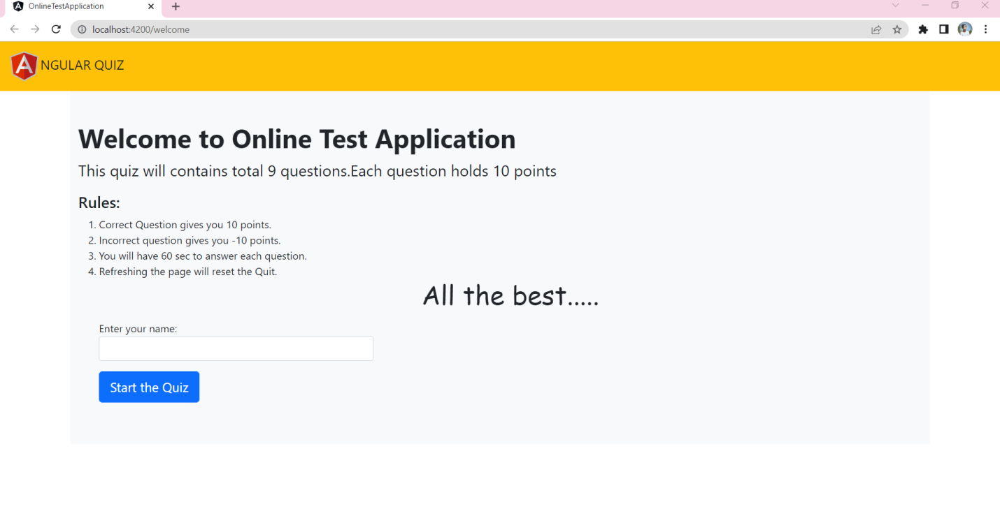 OnlineTestApplication
localhost:4200/welcome
A NGULAR QUIZ
Welcome to Online Test Application
This quiz will contains total 9 questions.Each question holds 10 points
Rules:
1. Correct Question gives you 10 points.
2. Incorrect question gives you -10 points.
3. You will have 60 sec to answer each question.
4. Refreshing the page will reset the Quit.
All the best.....
Enter your name:
Start the Quiz